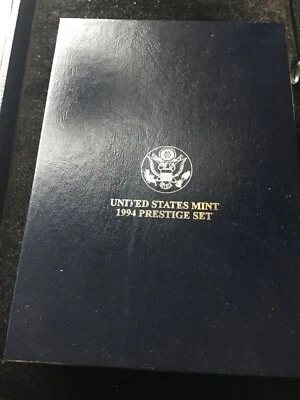 UNITED STATES MINT
1994 PRESTIGE SET